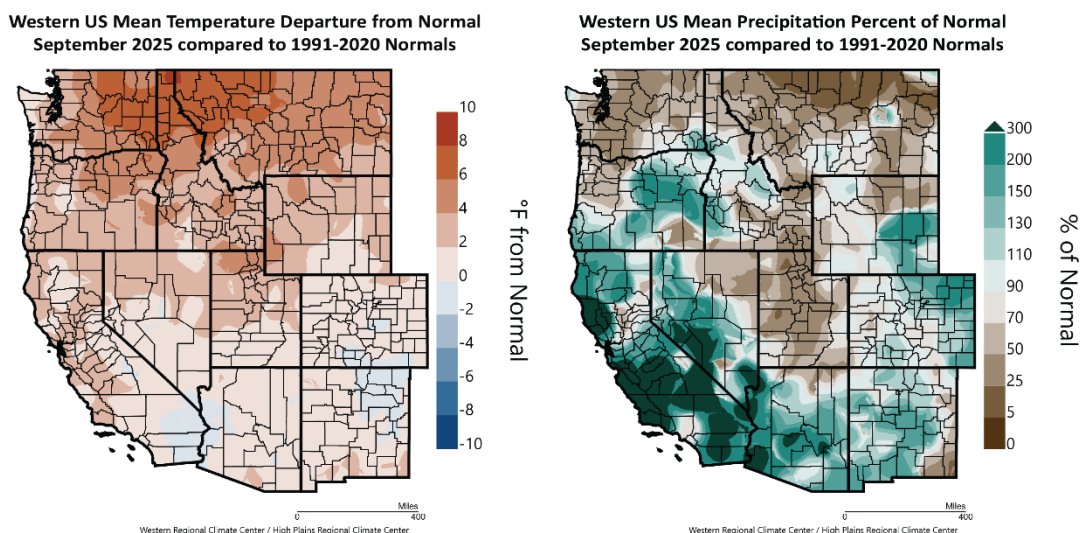 Western US Mean Temperature Departure from Normal
September 2025 compared to 1991-2020 Normals
10
8
6
4
2
0
-2
-4
-6
-8
-10
°F from Normal
Miles
0
400
Western Regional Climate Center / High Plains Regional Climate Center
Western US Mean Precipitation Percent of Normal
September 2025 compared to 1991-2020 Normals
300
200
150
130
110
90
70
50
25
5
0
% of Normal
Miles
0
400
Western Regional Climate Center / High Plains Regional Climate Center